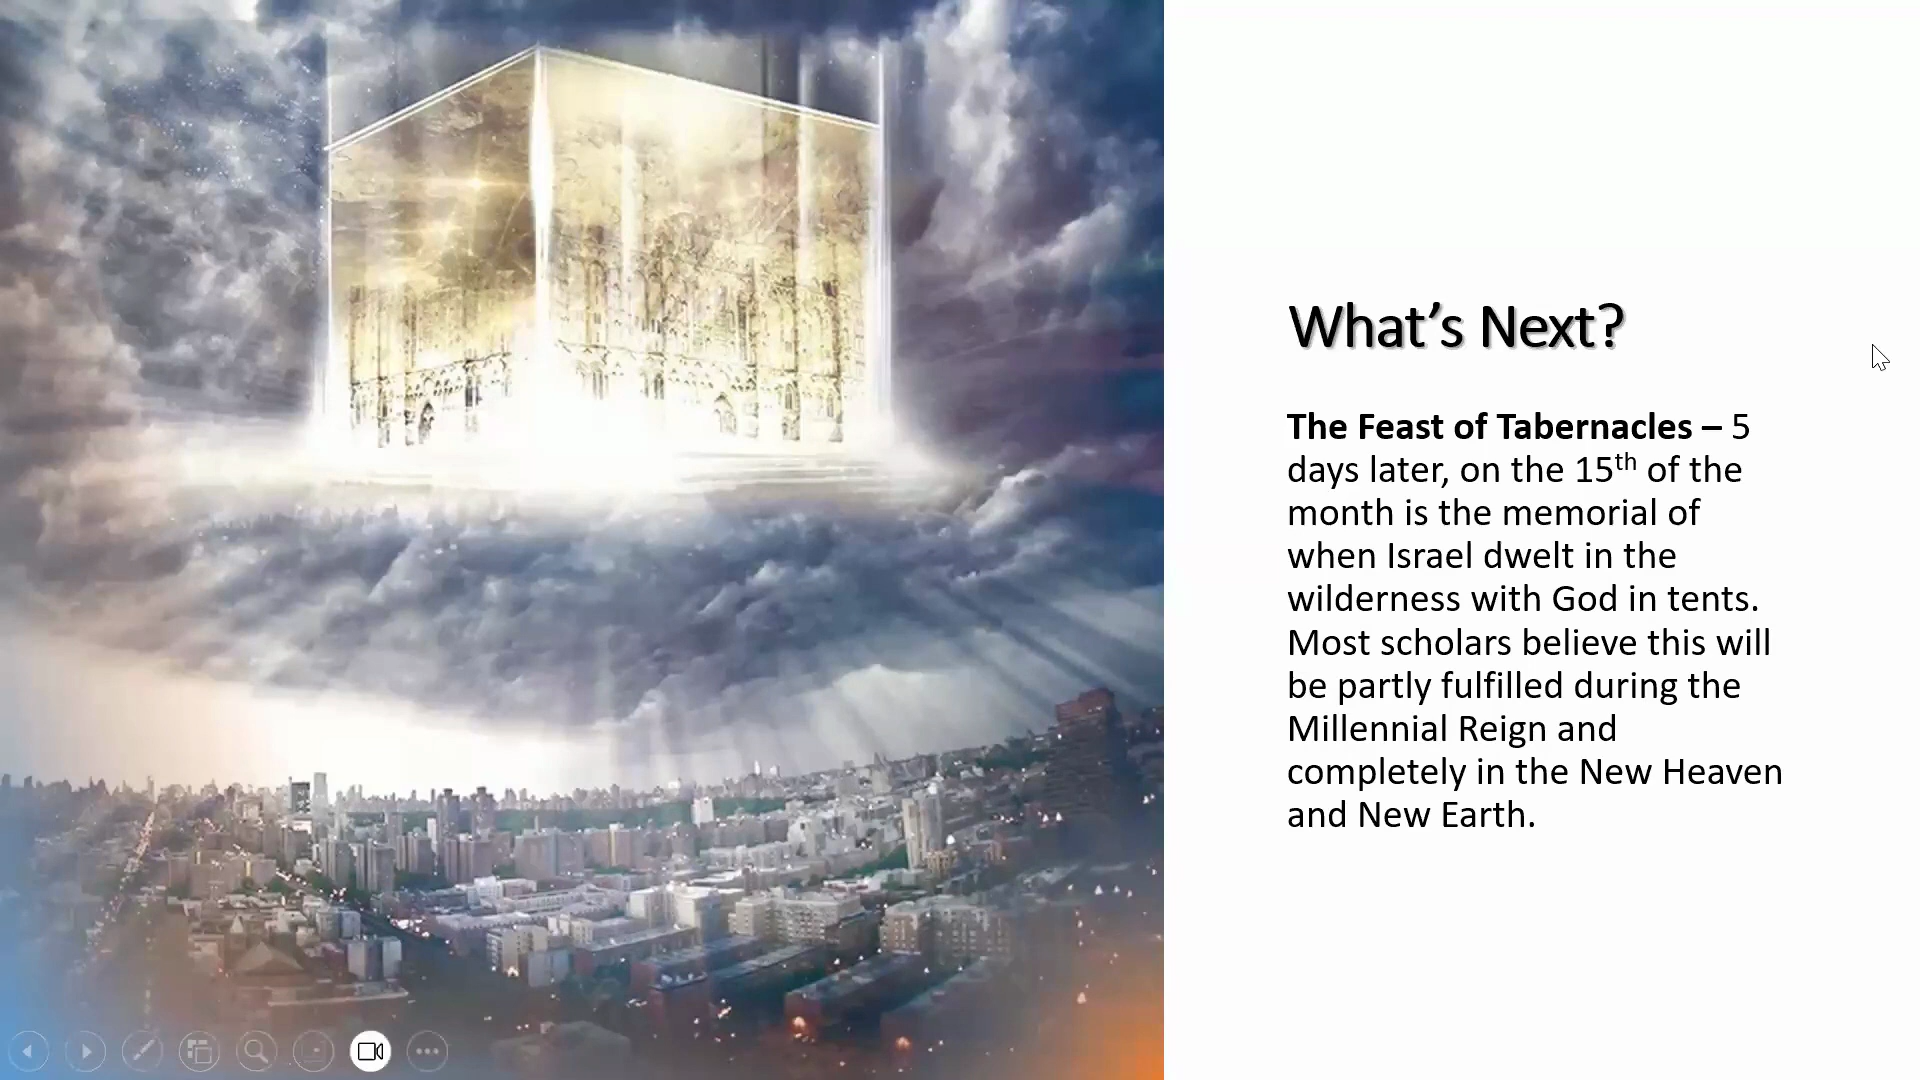 What’s Next?
The Feast of Tabernacles – 5
days later, on the 15th of the
month is the memorial of
when Israel dwelt in the
wilderness with God in tents.
Most scholars believe this will
be partly fulfilled during the
Millennial Reign and
completely in the New Heaven
and New Earth.